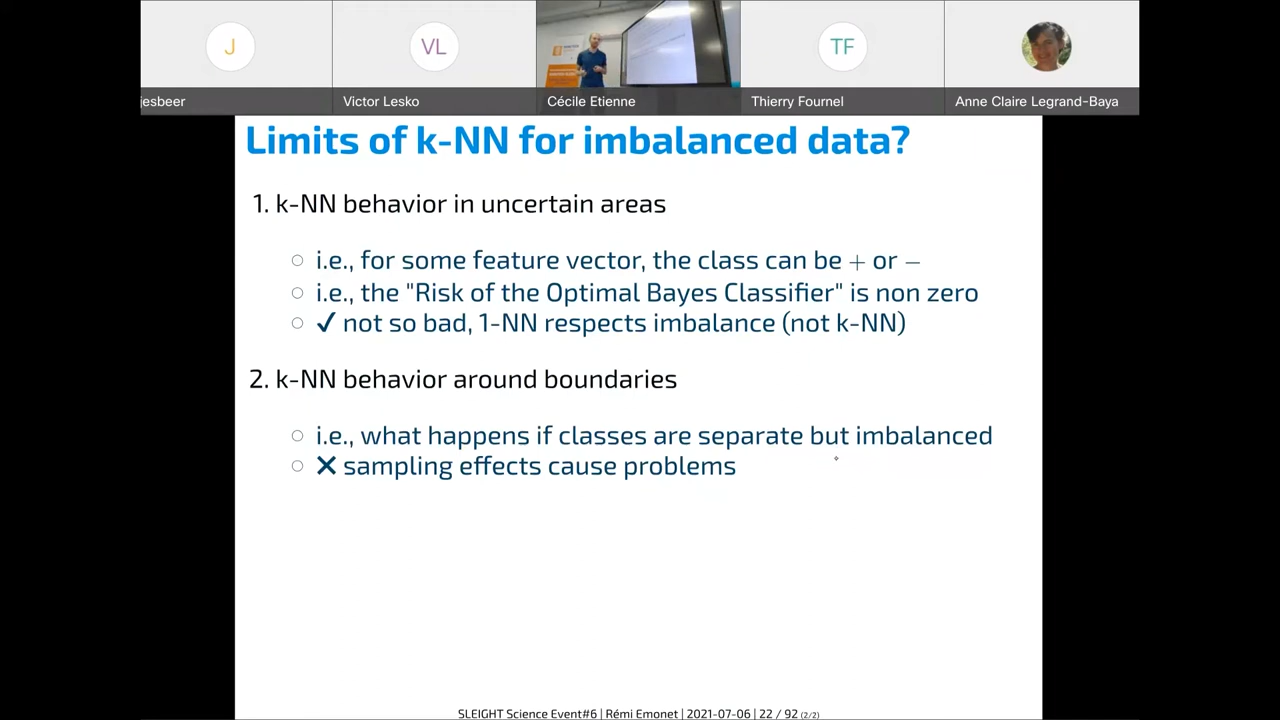 J
VL
TF
jesbeer
Victor Lesko
Cécile Etienne
Thierry Fournel
Anne Claire Legrand-Baya
Limits of k-NN for imbalanced data?
1. k-NN behavior in uncertain areas
○ i.e., for some feature vector, the class can be + or −
○ i.e., the "Risk of the Optimal Bayes Classifier" is non zero
○ ✓ not so bad, 1-NN respects imbalance (not k-NN)
2. k-NN behavior around boundaries
○ i.e., what happens if classes are separate but imbalanced
○ ✗ sampling effects cause problems
SLEIGHT Science Event#6 | Rémi Emonet | 2021-07-06 | 22 / 92 (2/2)